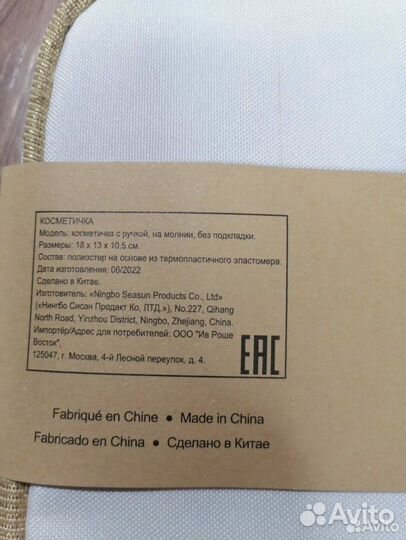 КОСМЕТИЧКА
Модель: косметичка с ручкой, на молнии, без подкладки.
Размеры: 18 х 13 х 10,5 см.
Состав: полиэстер на основе из термопластичного эластомера.
Дата изготовления: 06/2022
Сделано в Китае.
Изготовитель: «Ningbo Seasun Products Co., Ltd»
(«Нингбо Сисан Продакт Ко, ЛТД.»), No.227, Qihang
North Road, Yinzhou District, Ningbo, Zhejiang, China.
Импортёр/Адрес для потребителей: ООО "Ив Роше
Восток",
125047, г. Москва, 4-й Лесной переулок, д. 4.
EAC
Fabriqué en Chine • Made in China
Fabricado en China • Сделано в Китае
Avito